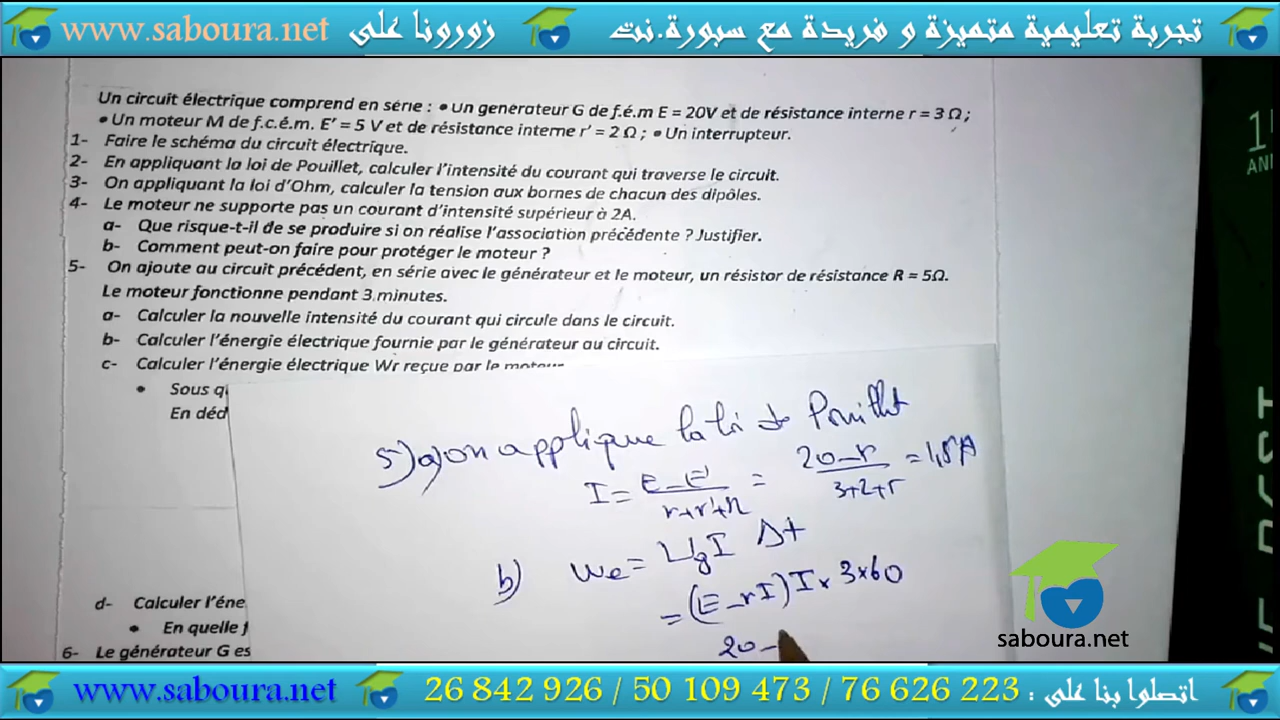 www.saboura.net زورونا على تجربة تعليمية متميزة و فريدة مع سبورة.نت
Un circuit électrique comprend en série : • Un générateur G de f.é.m E = 20V et de résistance interne r = 3 Ω ;
• Un moteur M de f.c.é.m. E' = 5 V et de résistance interne r' = 2 Ω ; • Un interrupteur.
1- Faire le schéma du circuit électrique.
2- En appliquant la loi de Pouillet, calculer l'intensité du courant qui traverse le circuit.
3- On appliquant la loi d'Ohm, calculer la tension aux bornes de chacun des dipôles.
4- Le moteur ne supporte pas un courant d'intensité supérieur à 2A.
a- Que risque-t-il de se produire si on réalise l'association précédente ? Justifier.
b- Comment peut-on faire pour protéger le moteur ?
5- On ajoute au circuit précédent, en série avec le générateur et le moteur, un résistor de résistance R = 5Ω.
Le moteur fonctionne pendant 3 minutes.
a- Calculer la nouvelle intensité du courant qui circule dans le circuit.
b- Calculer l'énergie électrique fournie par le générateur au circuit.
c- Calculer l'énergie électrique Wr reçue par le moteur
• Sous q
En déd
5) a) on applique la loi de Pouillet
I = E - E' / r+r'+R = 20-5 / 3+2+5 = 1,5A
b) We = UgI Δt
= (E - rI) I x 3x60
20 -
d- Calculer l'éne
• En quelle f
6- Le générateur G es
saboura.net
www.saboura.net 26 842 926 / 50 109 473 / 76 626 223 : اتصلوا بنا على